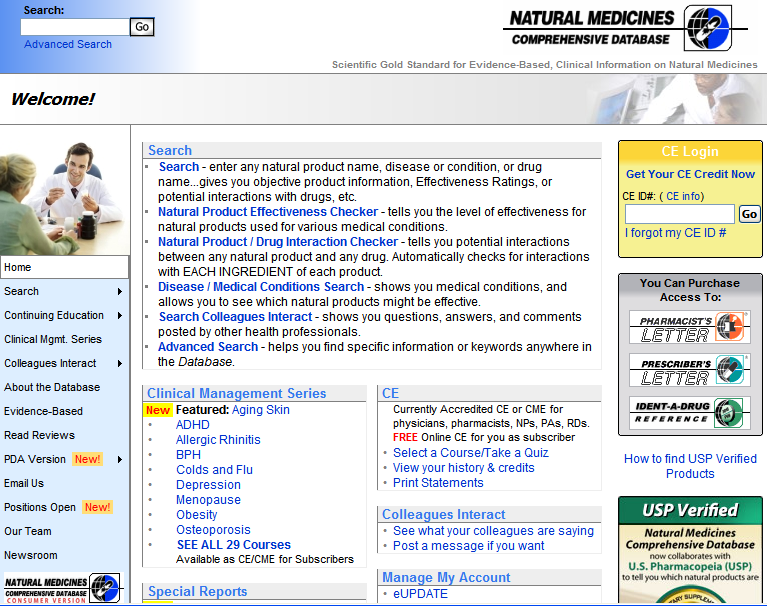 Search:
Go
Advanced Search
NATURAL MEDICINES
COMPREHENSIVE DATABASE
Scientific Gold Standard for Evidence-Based, Clinical Information on Natural Medicines
Welcome!
Home
Search
Continuing Education
Clinical Mgmt. Series
Colleagues Interact
About the Database
Evidence-Based
Read Reviews
PDA Version New!
Email Us
Positions Open New!
Our Team
Newsroom
NATURAL MEDICINES
COMPREHENSIVE DATABASE
CONSUMER VERSION
Search
Search - enter any natural product name, disease or condition, or drug
name...gives you objective product information, Effectiveness Ratings, or
potential interactions with drugs, etc.
Natural Product Effectiveness Checker - tells you the level of effectiveness for
natural products used for various medical conditions.
Natural Product / Drug Interaction Checker - tells you potential interactions
between any natural product and any drug. Automatically checks for interactions
with EACH INGREDIENT of each product.
Disease / Medical Conditions Search - shows you medical conditions, and
allows you to see which natural products might be effective.
Search Colleagues Interact - shows you questions, answers, and comments
posted by other health professionals.
Advanced Search - helps you find specific information or keywords anywhere in
the Database.
Clinical Management Series
New Featured: Aging Skin
ADHD
Allergic Rhinitis
BPH
Colds and Flu
Depression
Menopause
Obesity
Osteoporosis
SEE ALL 29 Courses
Available as CE/CME for Subscribers
Special Reports
CE
Currently Accredited CE or CME for
physicians, pharmacists, NPs, PAs, RDs.
FREE Online CE for you as subscriber
Select a Course/Take a Quiz
View your history & credits
Print Statements
Colleagues Interact
See what your colleagues are saying
Post a message if you want
Manage My Account
eUPDATE
CE Login
Get Your CE Credit Now
CE ID#: ( CE info)
Go
I forgot my CE ID #
You Can Purchase
Access To:
PHARMACIST'S
LETTER
PRESCRIBER'S
LETTER
IDENT-A-DRUG
REFERENCE
How to find USP Verified
Products
USP Verified
Natural Medicines
Comprehensive Database
now collaborates with
U.S. Pharmacopeia (USP)
to tell you which natural products are